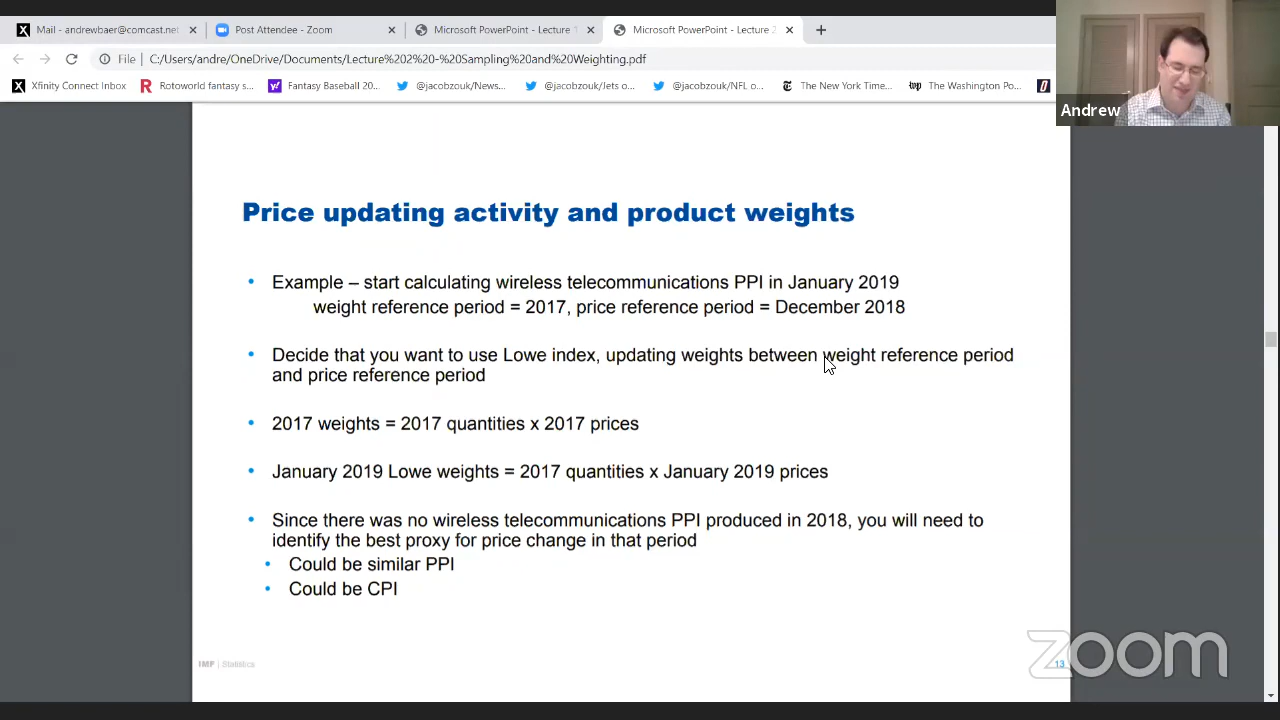 Mail - andrewbaer@comcast.net
Post Attendee - Zoom
Microsoft PowerPoint - Lecture 1
Microsoft PowerPoint - Lecture 2
File | C:/Users/andre/OneDrive/Documents/Lecture%202%20-%20Sampling%20and%20Weighting.pdf
Xfinity Connect Inbox
Rotoworld fantasy s...
Fantasy Baseball 20...
@jacobzouk/News...
@jacobzouk/Jets o...
@jacobzouk/NFL o...
The New York Time...
The Washington Po...
Andrew
Price updating activity and product weights
• Example – start calculating wireless telecommunications PPI in January 2019
weight reference period = 2017, price reference period = December 2018
• Decide that you want to use Lowe index, updating weights between weight reference period
and price reference period
• 2017 weights = 2017 quantities x 2017 prices
• January 2019 Lowe weights = 2017 quantities x January 2019 prices
• Since there was no wireless telecommunications PPI produced in 2018, you will need to
identify the best proxy for price change in that period
• Could be similar PPI
• Could be CPI
IMF | Statistics
13
zoom